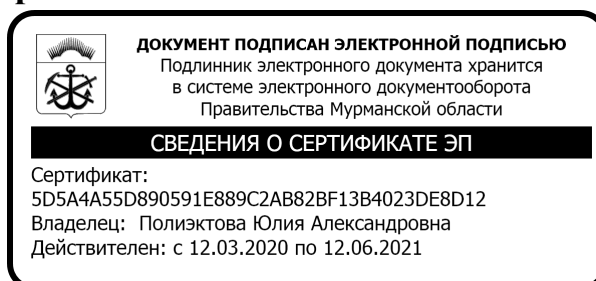 ДОКУМЕНТ ПОДПИСАН ЭЛЕКТРОННОЙ ПОДПИСЬЮ
Подлинник электронного документа хранится
в системе электронного документооборота
Правительства Мурманской области
СВЕДЕНИЯ О СЕРТИФИКАТЕ ЭП
Сертификат:
5D5A4A55D890591E889C2AB82BF13B4023DE8D12
Владелец: Полиэктова Юлия Александровна
Действителен: с 12.03.2020 по 12.06.2021